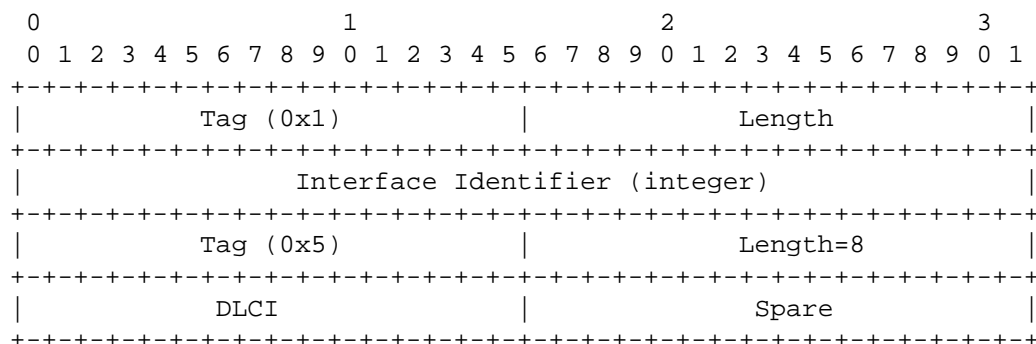 0                   1                   2                   3
 0 1 2 3 4 5 6 7 8 9 0 1 2 3 4 5 6 7 8 9 0 1 2 3 4 5 6 7 8 9 0 1
+-+-+-+-+-+-+-+-+-+-+-+-+-+-+-+-+-+-+-+-+-+-+-+-+-+-+-+-+-+-+-+-+
|           Tag (0x1)           |             Length            |
+-+-+-+-+-+-+-+-+-+-+-+-+-+-+-+-+-+-+-+-+-+-+-+-+-+-+-+-+-+-+-+-+
|                 Interface Identifier (integer)                |
+-+-+-+-+-+-+-+-+-+-+-+-+-+-+-+-+-+-+-+-+-+-+-+-+-+-+-+-+-+-+-+-+
|           Tag (0x5)           |             Length=8          |
+-+-+-+-+-+-+-+-+-+-+-+-+-+-+-+-+-+-+-+-+-+-+-+-+-+-+-+-+-+-+-+-+
|            DLCI               |              Spare            |
+-+-+-+-+-+-+-+-+-+-+-+-+-+-+-+-+-+-+-+-+-+-+-+-+-+-+-+-+-+-+-+-+